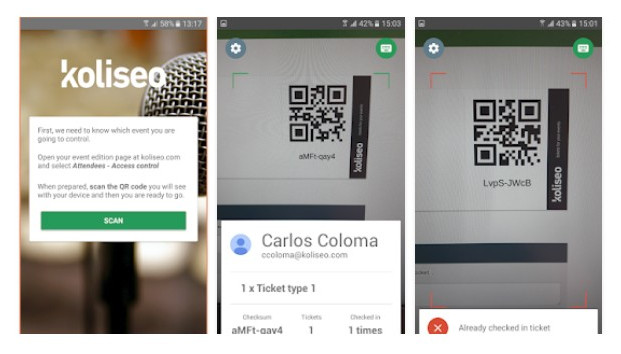 58% 13:17
koliseo
First, we need to know which event you are
going to control.
Open your event edition page at koliseo.com
and select Attendees - Access control
When prepared, scan the QR code you will see
with your device and then you are ready to go.
SCAN
42% 15:03
aMFt-qay4
koliseo
Carlos Coloma
ccoloma@koliseo.com
1 x Ticket type 1
Checksum Tickets Checked in
aMFt-qay4 1 1 times
43% 15:01
LvpS-JWcB
koliseo
Already checked in ticket